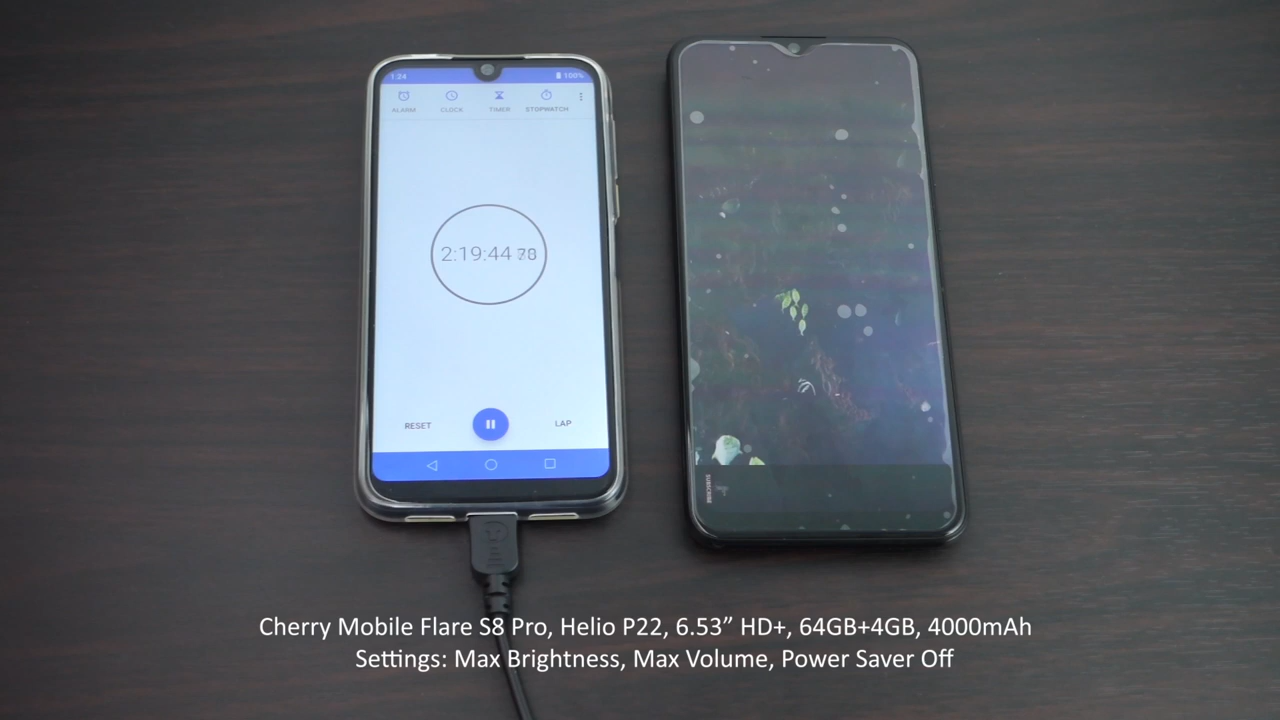 1:24 100%
ALARM CLOCK TIMER STOPWATCH
2:19:44
RESET LAP
SUBSCRIBE
Cherry Mobile Flare S8 Pro, Helio P22, 6.53” HD+, 64GB+4GB, 4000mAh
Settings: Max Brightness, Max Volume, Power Saver Off